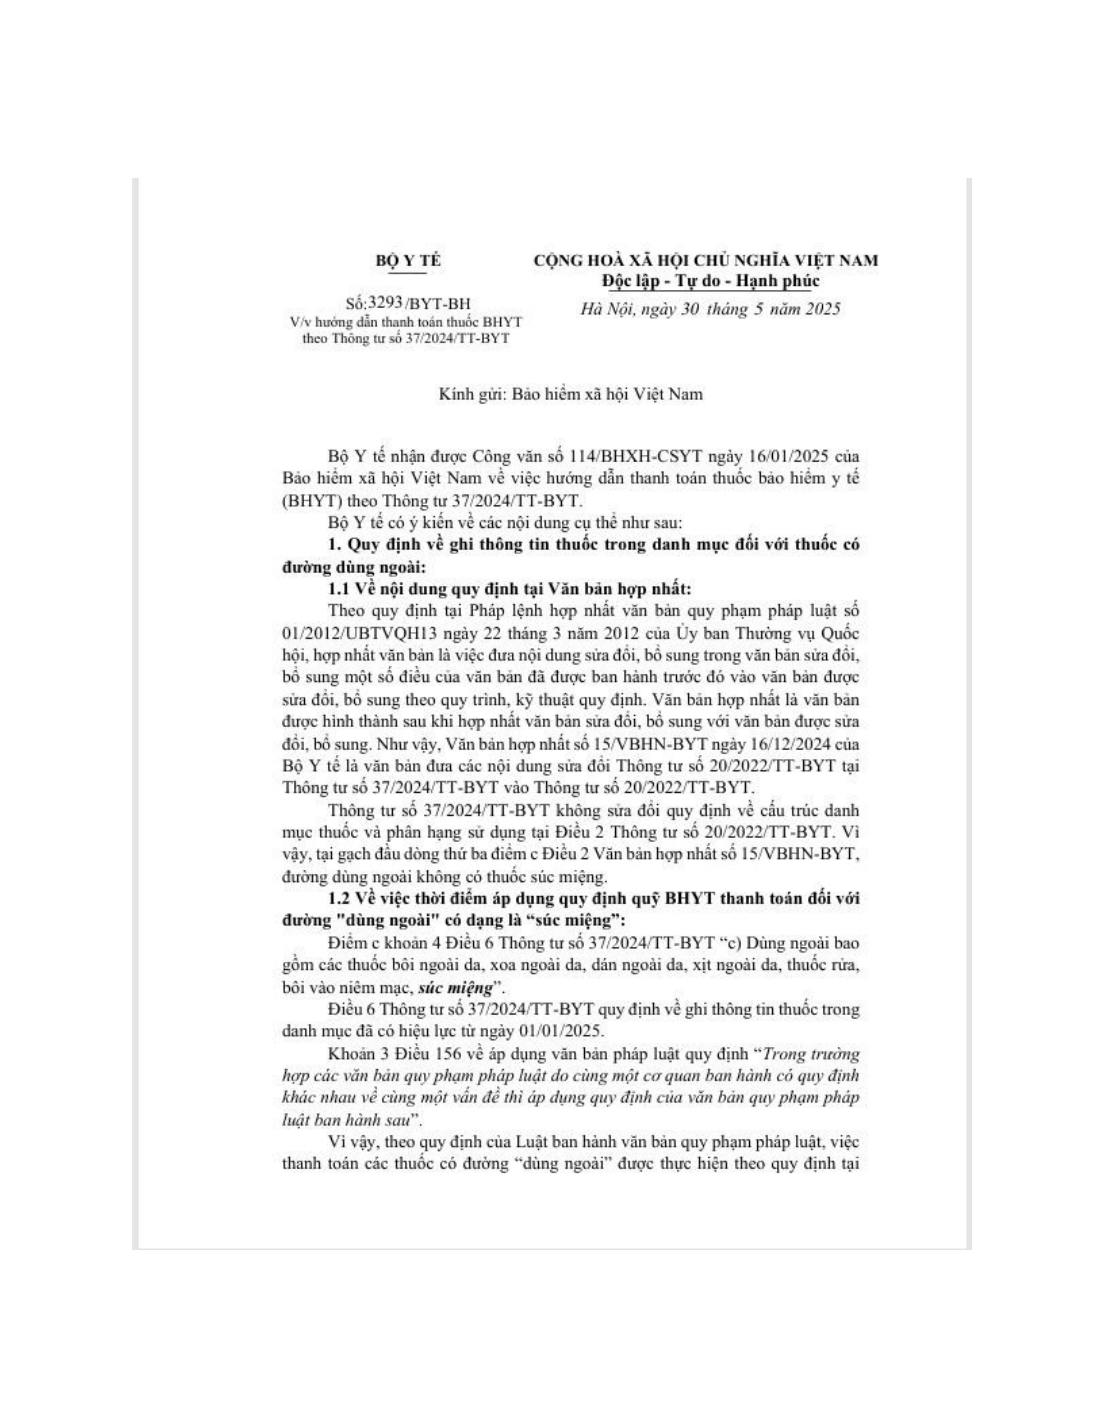 BỘ Y TẾ
CỘNG HOÀ XÃ HỘI CHỦ NGHĨA VIỆT NAM
Độc lập - Tự do - Hạnh phúc
Số:3293/BYT-BH
V/v hướng dẫn thanh toán thuốc BHYT
theo Thông tư số 37/2024/TT-BYT
Hà Nội, ngày 30 tháng 5 năm 2025
Kính gửi: Bảo hiểm xã hội Việt Nam
Bộ Y tế nhận được Công văn số 114/BHXH-CSYT ngày 16/01/2025 của
Bảo hiểm xã hội Việt Nam về việc hướng dẫn thanh toán thuốc bảo hiểm y tế
(BHYT) theo Thông tư 37/2024/TT-BYT.
Bộ Y tế có ý kiến về các nội dung cụ thể như sau:
1. Quy định về ghi thông tin thuốc trong danh mục đối với thuốc có
đường dùng ngoài:
1.1 Về nội dung quy định tại Văn bản hợp nhất:
Theo quy định tại Pháp lệnh hợp nhất văn bản quy phạm pháp luật số
01/2012/UBTVQH13 ngày 22 tháng 3 năm 2012 của Ủy ban Thường vụ Quốc
hội, hợp nhất văn bản là việc đưa nội dung sửa đổi, bổ sung trong văn bản sửa đổi,
bổ sung một số điều của văn bản đã được ban hành trước đó vào văn bản được
sửa đổi, bổ sung theo quy trình, kỹ thuật quy định. Văn bản hợp nhất là văn bản
được hình thành sau khi hợp nhất văn bản sửa đổi, bổ sung với văn bản được sửa
đổi, bổ sung. Như vậy, Văn bản hợp nhất số 15/VBHN-BYT ngày 16/12/2024 của
Bộ Y tế là văn bản đưa các nội dung sửa đổi Thông tư số 20/2022/TT-BYT tại
Thông tư số 37/2024/TT-BYT vào Thông tư số 20/2022/TT-BYT.
Thông tư số 37/2024/TT-BYT không sửa đổi quy định về cấu trúc danh
mục thuốc và phân hạng sử dụng tại Điều 2 Thông tư số 20/2022/TT-BYT. Vì
vậy, tại gạch đầu dòng thứ ba điểm c Điều 2 Văn bản hợp nhất số 15/VBHN-BYT,
đường dùng ngoài không có thuốc súc miệng.
1.2 Về việc thời điểm áp dụng quy định quỹ BHYT thanh toán đối với
đường "dùng ngoài" có dạng là “súc miệng”:
Điểm c khoản 4 Điều 6 Thông tư số 37/2024/TT-BYT “c) Dùng ngoài bao
gồm các thuốc bôi ngoài da, xoa ngoài da, dán ngoài da, xịt ngoài da, thuốc rửa,
bôi vào niêm mạc, súc miệng”.
Điều 6 Thông tư số 37/2024/TT-BYT quy định về ghi thông tin thuốc trong
danh mục đã có hiệu lực từ ngày 01/01/2025.
Khoản 3 Điều 156 về áp dụng văn bản pháp luật quy định “Trong trường
hợp các văn bản quy phạm pháp luật do cùng một cơ quan ban hành có quy định
khác nhau về cùng một vấn đề thì áp dụng quy định của văn bản quy phạm pháp
luật ban hành sau”.
Vì vậy, theo quy định của Luật ban hành văn bản quy phạm pháp luật, việc
thanh toán các thuốc có đường “dùng ngoài” được thực hiện theo quy định tại